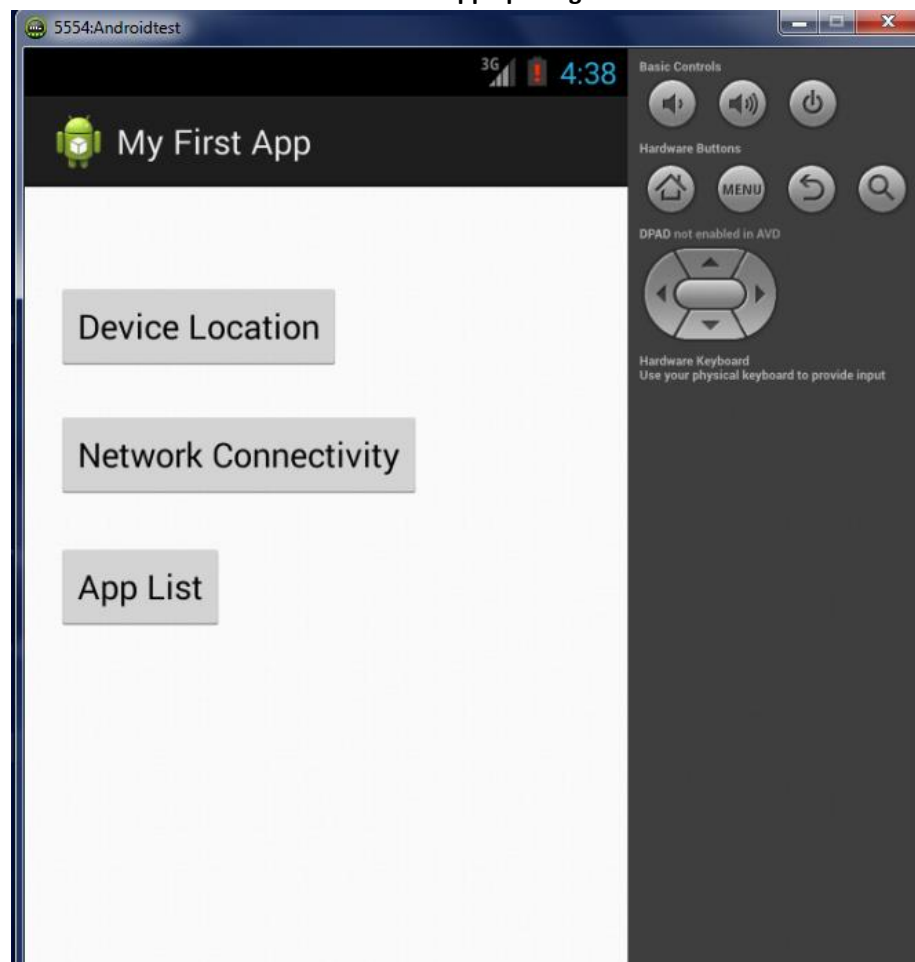 5554:Androidtest
3G 4:38
My First App
Device Location
Network Connectivity
App List
Basic Controls
Hardware Buttons
MENU
DPAD not enabled in AVD
Hardware Keyboard
Use your physical keyboard to provide input